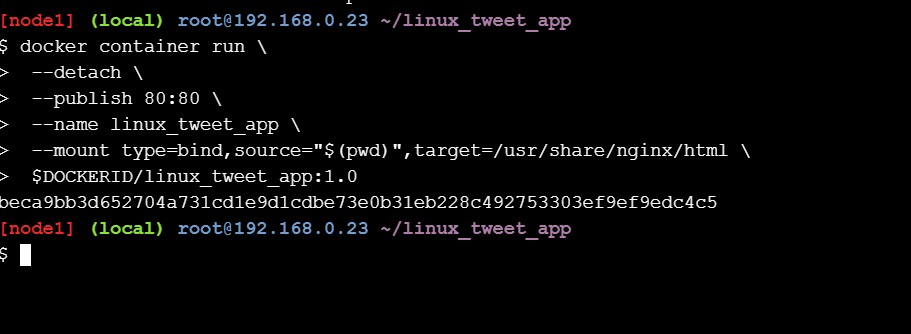 [node1] (local) root@192.168.0.23 ~/linux_tweet_app
$ docker container run \
>  --detach \
>  --publish 80:80 \
>  --name linux_tweet_app \
>  --mount type=bind,source="$(pwd)",target=/usr/share/nginx/html \
>  $DOCKERID/linux_tweet_app:1.0
beca9bb3d652704a731cd1e9d1cdbe73e0b31eb228c492753303ef9ef9edc4c5
[node1] (local) root@192.168.0.23 ~/linux_tweet_app
$